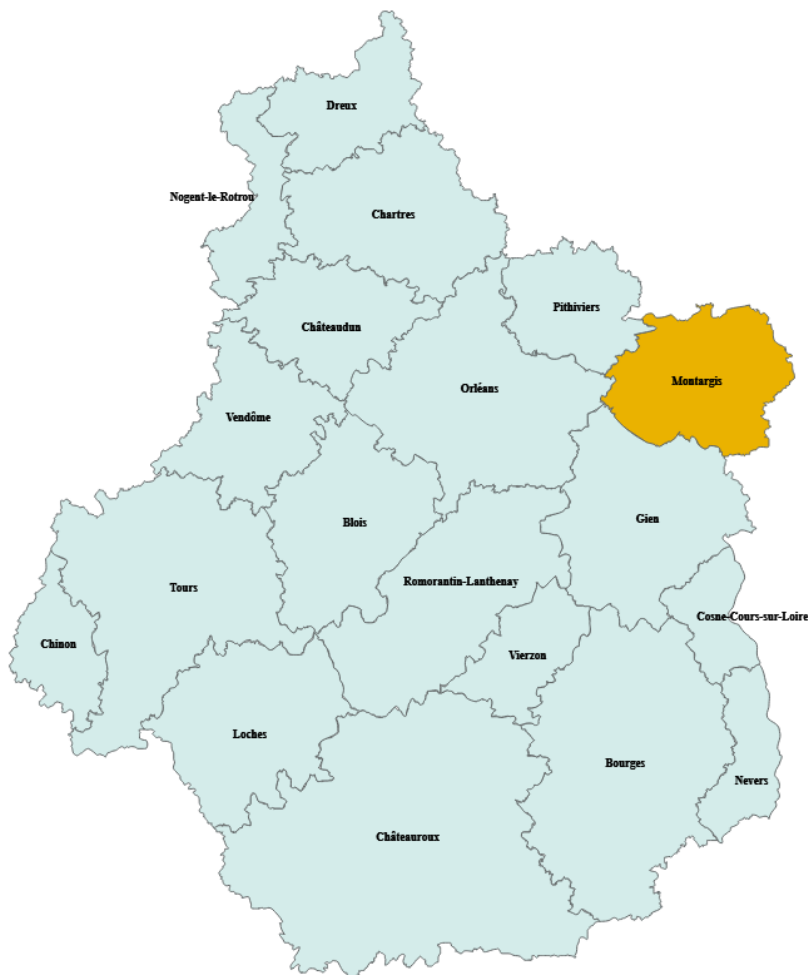 Dreux
Nogent-le-Rotrou
Chartres
Pithiviers
Châteaudun
Montargis
Orléans
Vendôme
Gien
Blois
Romorantin-Lanthenay
Tours
Cosne-Cours-sur-Loire
Chinon
Vierzon
Loches
Bourges
Nevers
Châteauroux